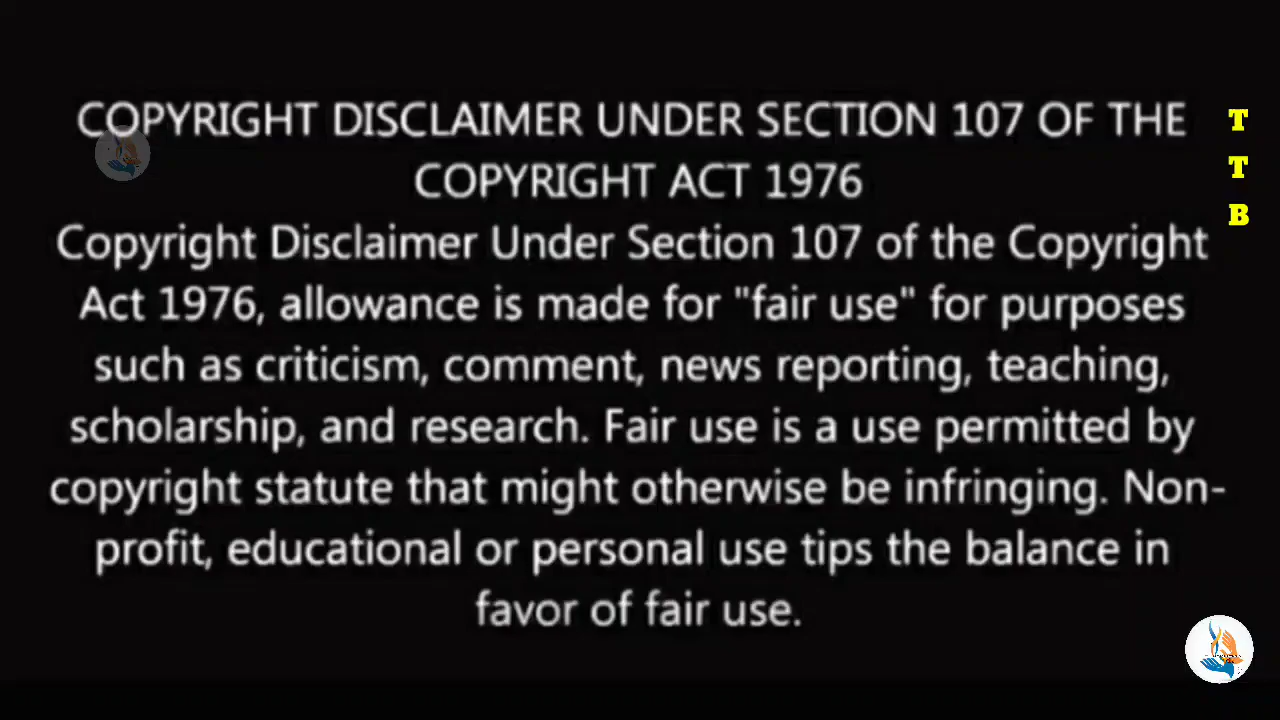 COPYRIGHT DISCLAIMER UNDER SECTION 107 OF THE
COPYRIGHT ACT 1976
Copyright Disclaimer Under Section 107 of the Copyright
Act 1976, allowance is made for "fair use" for purposes
such as criticism, comment, news reporting, teaching,
scholarship, and research. Fair use is a use permitted by
copyright statute that might otherwise be infringing. Non-
profit, educational or personal use tips the balance in
favor of fair use.
T
T
B